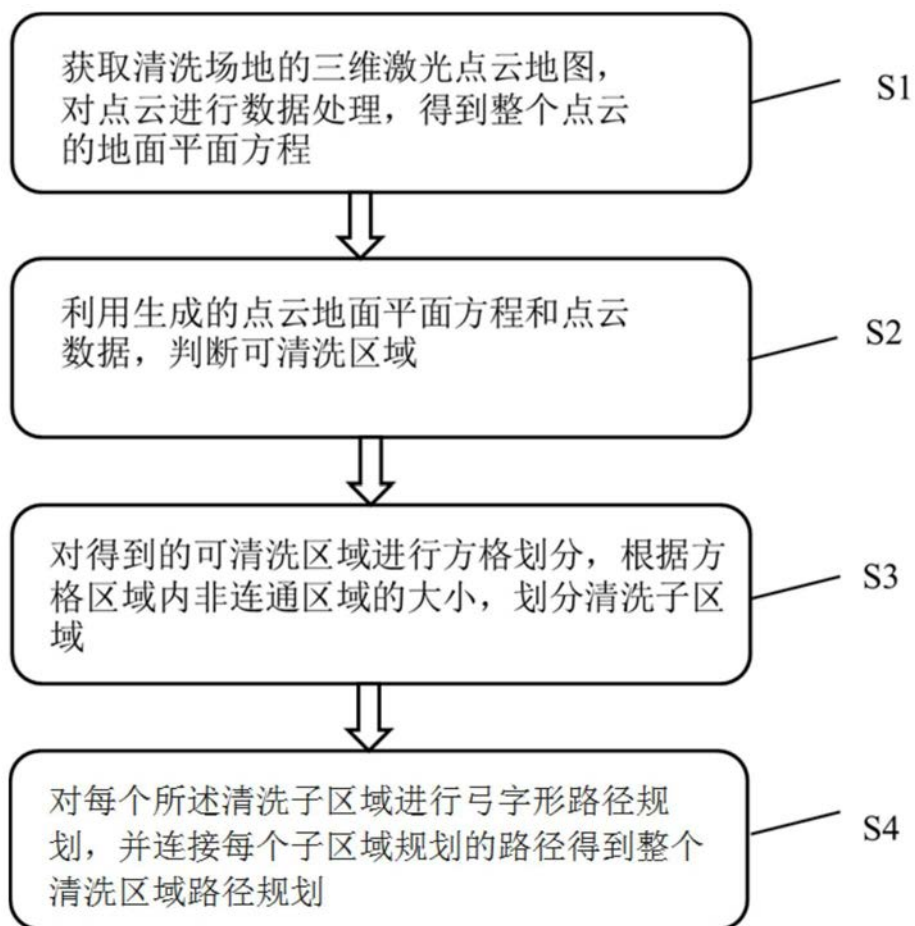 获取清洗场地的三维激光点云地图，
对点云进行数据处理，得到整个点云
的地面平面方程
S1
利用生成的点云地面平面方程和点云
数据，判断可清洗区域
S2
对得到的可清洗区域进行方格划分，根据方
格区域内非连通区域的大小，划分清洗子区
域
S3
对每个所述清洗子区域进行弓字形路径规
划，并连接每个子区域规划的路径得到整个
清洗区域路径规划
S4